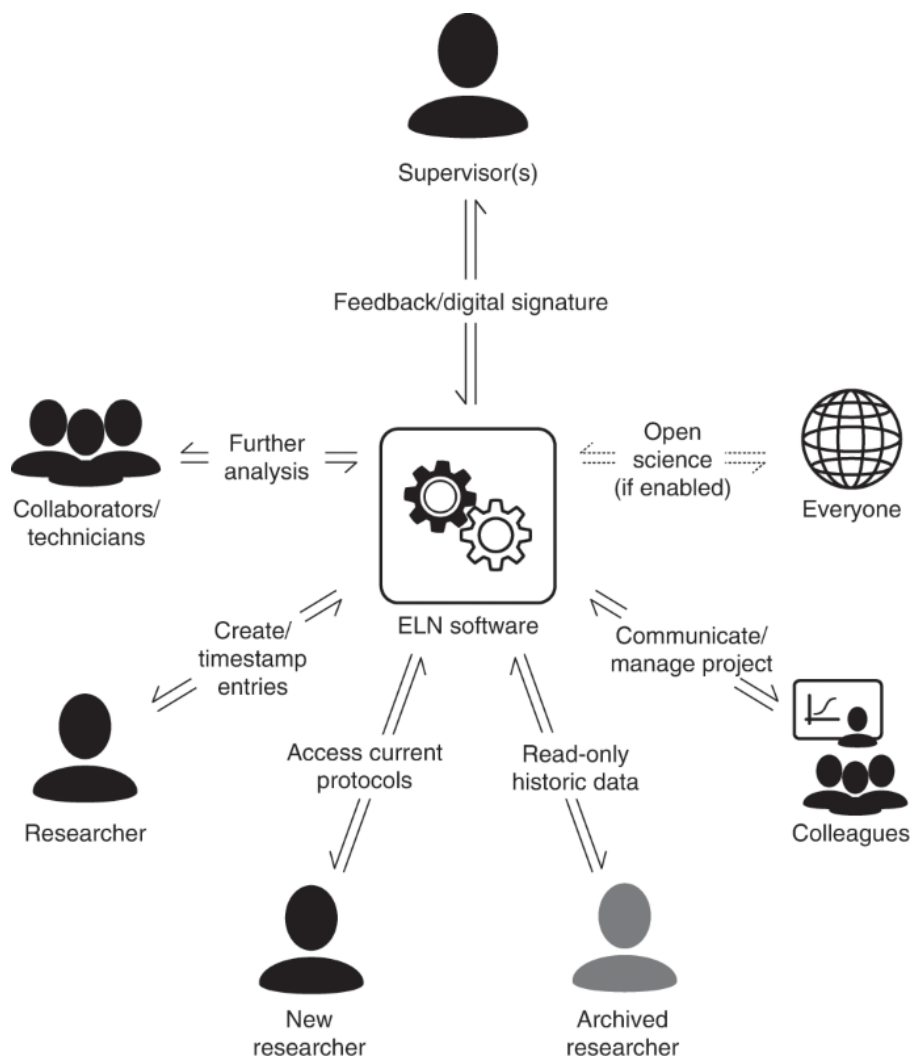 Supervisor(s)
Feedback/digital signature
Further
analysis
Open
science
(if enabled)
Collaborators/
technicians
Everyone
ELN software
Create/
timestamp
entries
Communicate/
manage project
Researcher
Access current
protocols
Read-only
historic data
Colleagues
New
researcher
Archived
researcher